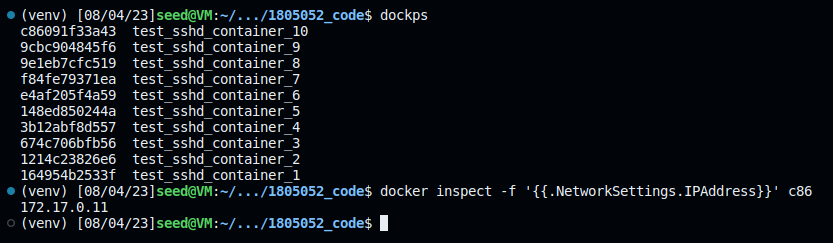 (venv) [08/04/23]seed@VM:~/.../1805052_code$ dockps
c86091f33a43  test_sshd_container_10
9cbc904845f6  test_sshd_container_9
9e1eb7cfc519  test_sshd_container_8
f84fe79371ea  test_sshd_container_7
e4af205f4a59  test_sshd_container_6
148ed850244a  test_sshd_container_5
3b12abf8d557  test_sshd_container_4
674c706bfb56  test_sshd_container_3
1214c23826e6  test_sshd_container_2
164954b2533f  test_sshd_container_1
(venv) [08/04/23]seed@VM:~/.../1805052_code$ docker inspect -f '{{.NetworkSettings.IPAddress}}' c86
172.17.0.11
(venv) [08/04/23]seed@VM:~/.../1805052_code$